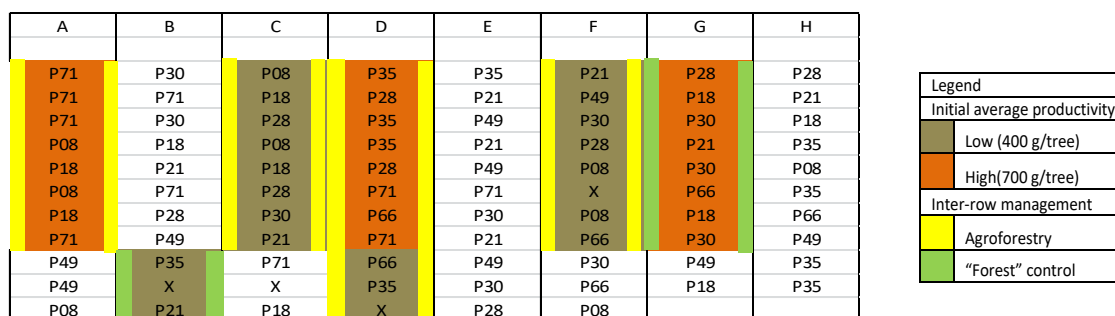 A B C D E F G H
P71 P30 P08 P35 P35 P21 P28 P28
P71 P71 P18 P28 P21 P49 P18 P21
P71 P30 P28 P35 P49 P30 P30 P18
P08 P18 P08 P35 P21 P28 P21 P35
P18 P21 P18 P28 P49 P08 P30 P08
P08 P71 P28 P71 P71 X P66 P35
P18 P28 P30 P66 P30 P08 P18 P66
P71 P49 P21 P71 P21 P66 P30 P49
P49 P35 P71 P66 P49 P30 P49 P35
P49 X X P35 P30 P66 P18 P35
P08 P21 P18 X P28 P08
Legend
Initial average productivity
Low (400 g/tree)
High(700 g/tree)
Inter-row management
Agroforestry
“Forest” control